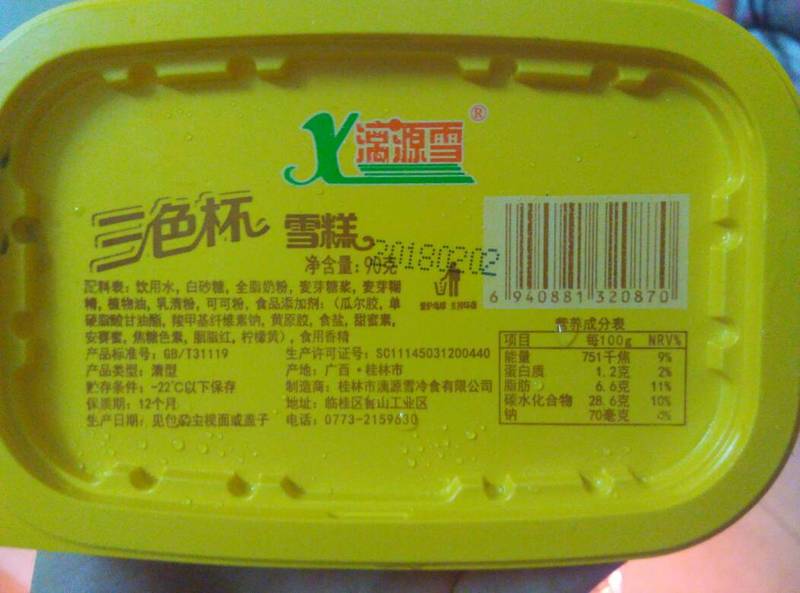 漓源雪®
三色杯 雪糕
净含量：90克
20180202
6 940881 320870
配料表：饮用水，白砂糖，全脂奶粉，麦芽糖浆，麦芽糊
精，植物油，乳清粉，可可粉，食品添加剂：（瓜尔胶，单
硬脂酸甘油酯，羧甲基纤维素钠，黄原胶，食盐，甜蜜素，
安赛蜜，焦糖色素，胭脂红，柠檬黄），食用香精
产品标准号：GB/T31119
产品类型：清型
贮存条件：-22℃以下保存
保质期：12个月
生产日期：见包装主视面或盖子
生产许可证号：SC11145031200440
产地：广西·桂林市
制造商：桂林市漓源雪冷食有限公司
地址：临桂区 山工业区
电话：0773-2159630
营养成分表
项目 每100g NRV%
能量 751千焦 9%
蛋白质 1.2克 2%
脂肪 6.6克 11%
碳水化合物 28.6克 10%
钠 70毫克